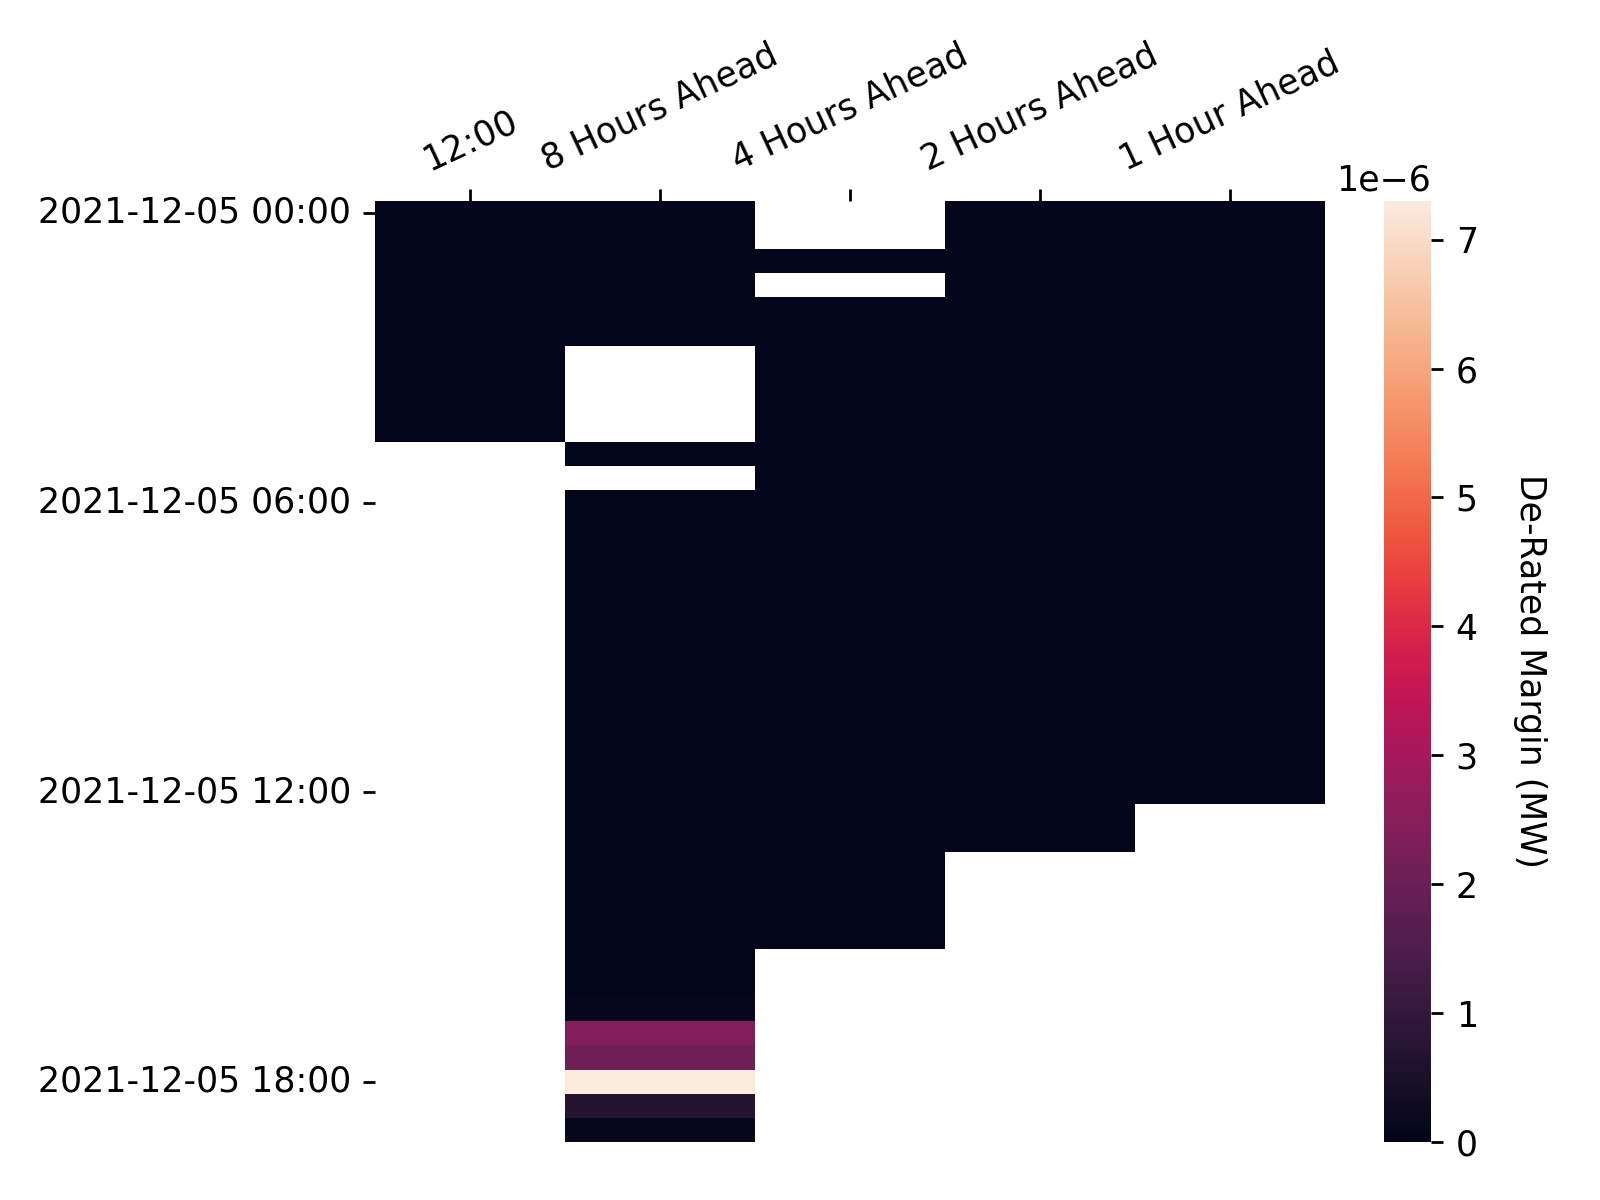 12:00
8 Hours Ahead
4 Hours Ahead
2 Hours Ahead
1 Hour Ahead
1e−6
2021-12-05 00:00
2021-12-05 06:00
2021-12-05 12:00
2021-12-05 18:00
7
6
5
4
3
2
1
0
De-Rated Margin (MW)